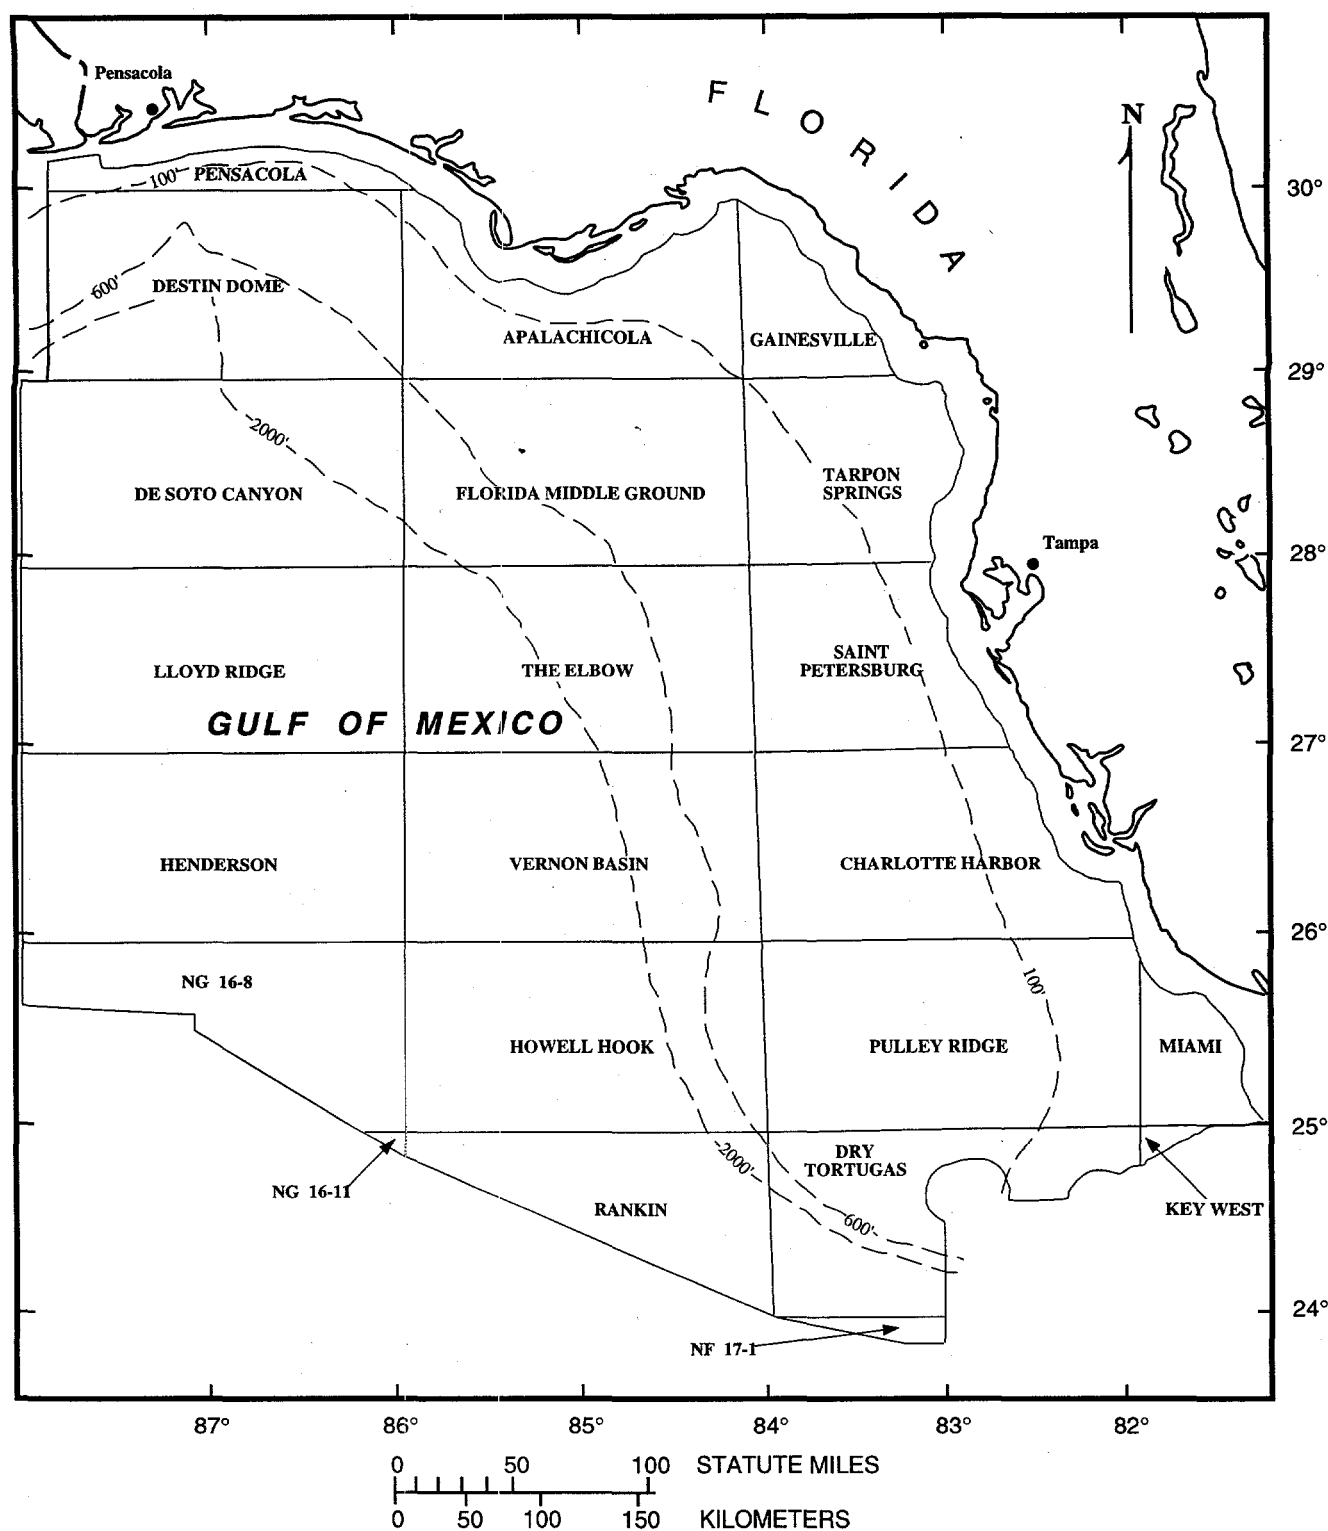 Pensacola
FLORIDA
N
100'
PENSACOLA
30°
600'
DESTIN DOME
APALACHICOLA
GAINESVILLE
29°
2000'
DE SOTO CANYON
FLORIDA MIDDLE GROUND
TARPON
SPRINGS
Tampa
28°
LLOYD RIDGE
THE ELBOW
SAINT
PETERSBURG
GULF OF MEXICO
27°
HENDERSON
VERNON BASIN
CHARLOTTE HARBOR
26°
NG 16-8
100'
HOWELL HOOK
PULLEY RIDGE
MIAMI
25°
2000'
DRY
TORTUGAS
NG 16-11
RANKIN
600'
KEY WEST
24°
NF 17-1
87° 86° 85° 84° 83° 82°
0 50 100 STATUTE MILES
0 50 100 150 KILOMETERS